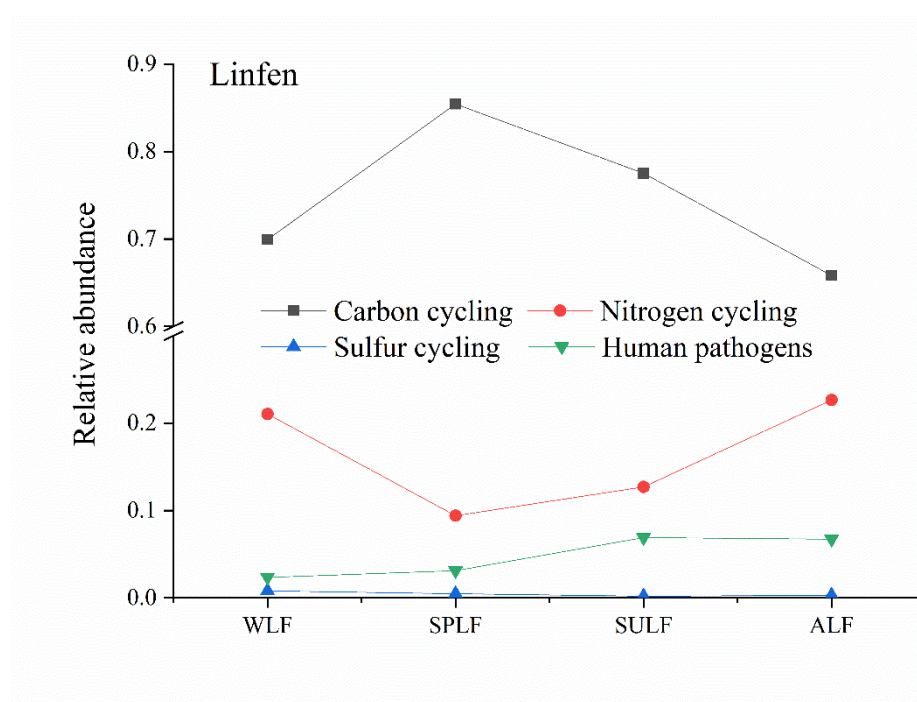 Linfen
0.9
0.8
0.7
0.6
0.2
0.1
0.0
Relative abundance
Carbon cycling Nitrogen cycling
Sulfur cycling Human pathogens
WLF SPLF SULF ALF